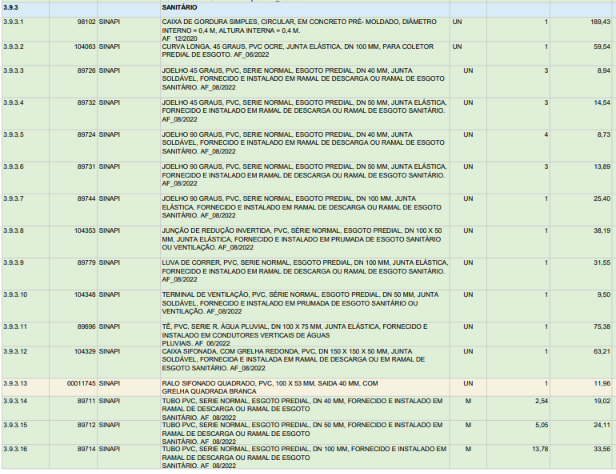 3.9.3 SANITÁRIO
3.9.3.1 98102 SINAPI CAIXA DE GORDURA SIMPLES, CIRCULAR, EM CONCRETO PRÉ- MOLDADO, DIÂMETRO UN 1 189,43
INTERNO = 0,4 M, ALTURA INTERNA = 0,4 M.
AF_12/2020
3.9.3.2 104063 SINAPI CURVA LONGA, 45 GRAUS, PVC OCRE, JUNTA ELÁSTICA, DN 100 MM, PARA COLETOR UN 1 59,54
PREDIAL DE ESGOTO. AF_06/2022
3.9.3.3 89726 SINAPI JOELHO 45 GRAUS, PVC, SERIE NORMAL, ESGOTO PREDIAL, DN 40 MM, JUNTA UN 3 8,94
SOLDÁVEL, FORNECIDO E INSTALADO EM RAMAL DE DESCARGA OU RAMAL DE ESGOTO
SANITÁRIO. AF_08/2022
3.9.3.4 89732 SINAPI JOELHO 45 GRAUS, PVC, SERIE NORMAL, ESGOTO PREDIAL, DN 50 MM, JUNTA ELÁSTICA, UN 3 14,54
FORNECIDO E INSTALADO EM RAMAL DE DESCARGA OU RAMAL DE ESGOTO SANITÁRIO.
AF_08/2022
3.9.3.5 89724 SINAPI JOELHO 90 GRAUS, PVC, SERIE NORMAL, ESGOTO PREDIAL, DN 40 MM, JUNTA UN 4 8,73
SOLDÁVEL, FORNECIDO E INSTALADO EM RAMAL DE DESCARGA OU RAMAL DE ESGOTO
SANITÁRIO. AF_08/2022
3.9.3.6 89731 SINAPI JOELHO 90 GRAUS, PVC, SERIE NORMAL, ESGOTO PREDIAL, DN 50 MM, JUNTA ELÁSTICA, UN 3 13,89
FORNECIDO E INSTALADO EM RAMAL DE DESCARGA OU RAMAL DE ESGOTO SANITÁRIO.
AF_08/2022
3.9.3.7 89744 SINAPI JOELHO 90 GRAUS, PVC, SERIE NORMAL, ESGOTO PREDIAL, DN 100 MM, JUNTA UN 1 25,40
ELÁSTICA, FORNECIDO E INSTALADO EM RAMAL DE DESCARGA OU RAMAL DE ESGOTO
SANITÁRIO. AF_08/2022
3.9.3.8 104353 SINAPI JUNÇÃO DE REDUÇÃO INVERTIDA, PVC, SÉRIE NORMAL, ESGOTO PREDIAL, DN 100 X 50 UN 1 38,19
MM, JUNTA ELÁSTICA, FORNECIDO E INSTALADO EM PRUMADA DE ESGOTO SANITÁRIO
OU VENTILAÇÃO. AF_08/2022
3.9.3.9 89779 SINAPI LUVA DE CORRER, PVC, SERIE NORMAL, ESGOTO PREDIAL, DN 100 MM, JUNTA ELÁSTICA, UN 1 31,55
FORNECIDO E INSTALADO EM RAMAL DE DESCARGA OU RAMAL DE ESGOTO SANITÁRIO.
AF_08/2022
3.9.3.10 104348 SINAPI TERMINAL DE VENTILAÇÃO, PVC, SÉRIE NORMAL, ESGOTO PREDIAL, DN 50 MM, JUNTA UN 1 9,50
SOLDÁVEL, FORNECIDO E INSTALADO EM PRUMADA DE ESGOTO SANITÁRIO OU
VENTILAÇÃO. AF_08/2022
3.9.3.11 89696 SINAPI TÊ, PVC, SERIE R, ÁGUA PLUVIAL, DN 100 X 75 MM, JUNTA ELÁSTICA, FORNECIDO E UN 1 75,38
INSTALADO EM CONDUTORES VERTICAIS DE ÁGUAS
PLUVIAIS. AF_06/2022
3.9.3.12 104329 SINAPI CAIXA SIFONADA, COM GRELHA REDONDA, PVC, DN 150 X 150 X 50 MM, JUNTA UN 1 63,21
SOLDÁVEL, FORNECIDA E INSTALADA EM RAMAL DE DESCARGA OU EM RAMAL DE
ESGOTO SANITÁRIO. AF_08/2022
3.9.3.13 00011745 SINAPI RALO SIFONADO QUADRADO, PVC, 100 X 53 MM, SAIDA 40 MM, COM UN 1 11,96
GRELHA QUADRADA BRANCA
3.9.3.14 89711 SINAPI TUBO PVC, SERIE NORMAL, ESGOTO PREDIAL, DN 40 MM, FORNECIDO E INSTALADO EM M 2,54 19,02
RAMAL DE DESCARGA OU RAMAL DE ESGOTO
SANITÁRIO. AF_08/2022
3.9.3.15 89712 SINAPI TUBO PVC, SERIE NORMAL, ESGOTO PREDIAL, DN 50 MM, FORNECIDO E INSTALADO EM M 5,05 24,11
RAMAL DE DESCARGA OU RAMAL DE ESGOTO
SANITÁRIO. AF_08/2022
3.9.3.16 89714 SINAPI TUBO PVC, SERIE NORMAL, ESGOTO PREDIAL, DN 100 MM, FORNECIDO E INSTALADO EM M 13,78 33,56
RAMAL DE DESCARGA OU RAMAL DE ESGOTO
SANITÁRIO. AF_08/2022